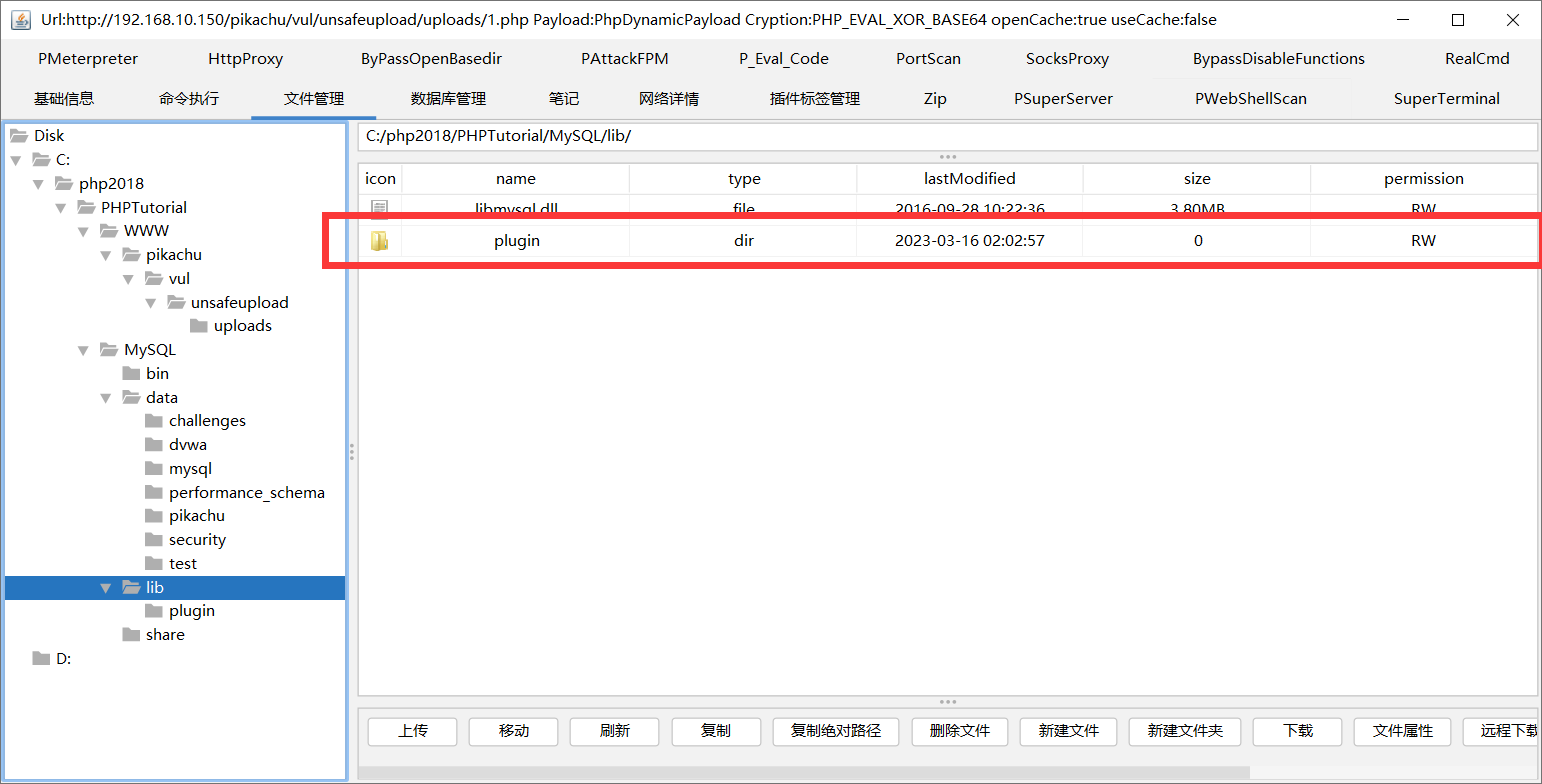 Url:http://192.168.10.150/pikachu/vul/unsafeupload/uploads/1.php Payload:PhpDynamicPayload Cryption:PHP_EVAL_XOR_BASE64 openCache:true useCache:false
PMeterpreter HttpProxy ByPassOpenBasedir PAttackFPM P_Eval_Code PortScan SocksProxy BypassDisableFunctions RealCmd
基础信息 命令执行 文件管理 数据库管理 笔记 网络详情 插件标签管理 Zip PSuperServer PWebShellScan SuperTerminal
Disk
C:
php2018
PHPTutorial
WWW
pikachu
vul
unsafeupload
uploads
MySQL
bin
data
challenges
dvwa
mysql
performance_schema
pikachu
security
test
lib
plugin
share
D:
C:/php2018/PHPTutorial/MySQL/lib/
icon name type lastModified size permission
libmysql.dll file 2016-09-28 10:22:36 3.80MB RW
plugin dir 2023-03-16 02:02:57 0 RW
上传 移动 刷新 复制 复制绝对路径 删除文件 新建文件 新建文件夹 下载 文件属性 远程下载